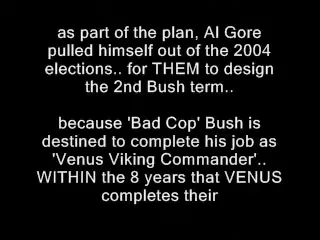 as part of the plan, Al Gore
pulled himself out of the 2004
elections.. for THEM to design
the 2nd Bush term..
because 'Bad Cop' Bush is
destined to complete his job as
'Venus Viking Commander'..
WITHIN the 8 years that VENUS
completes their